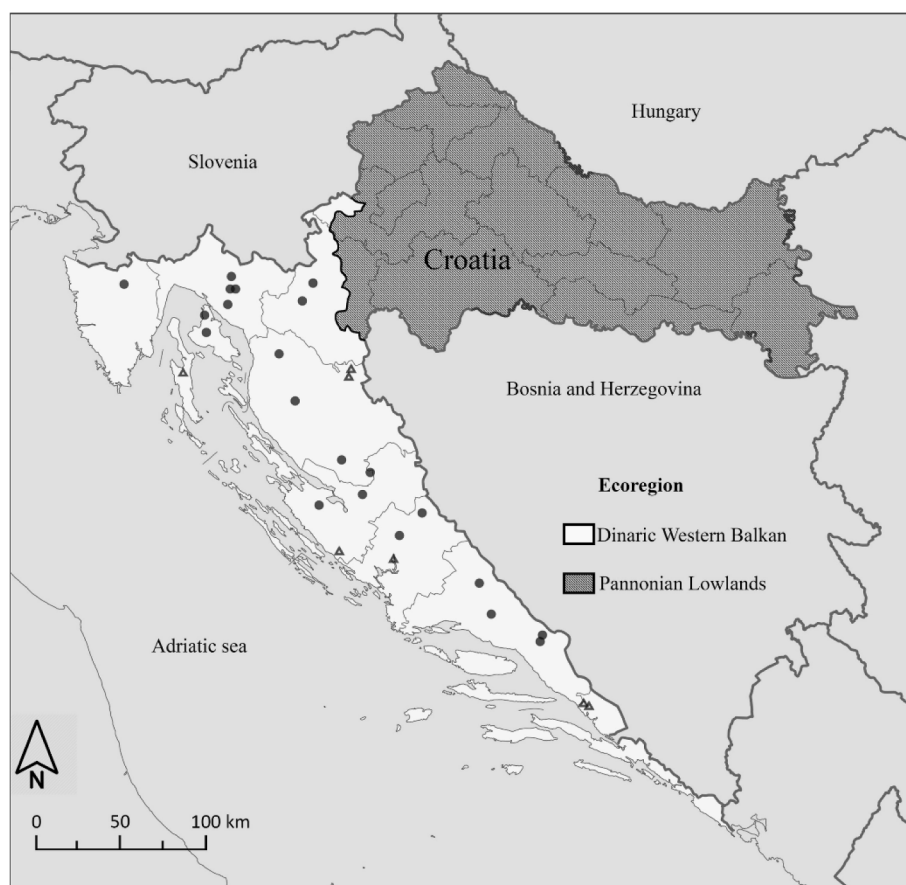 Hungary
Slovenia
Croatia
Bosnia and Herzegovina
Ecoregion
Dinaric Western Balkan
Pannonian Lowlands
Adriatic sea
N
0 50 100 km